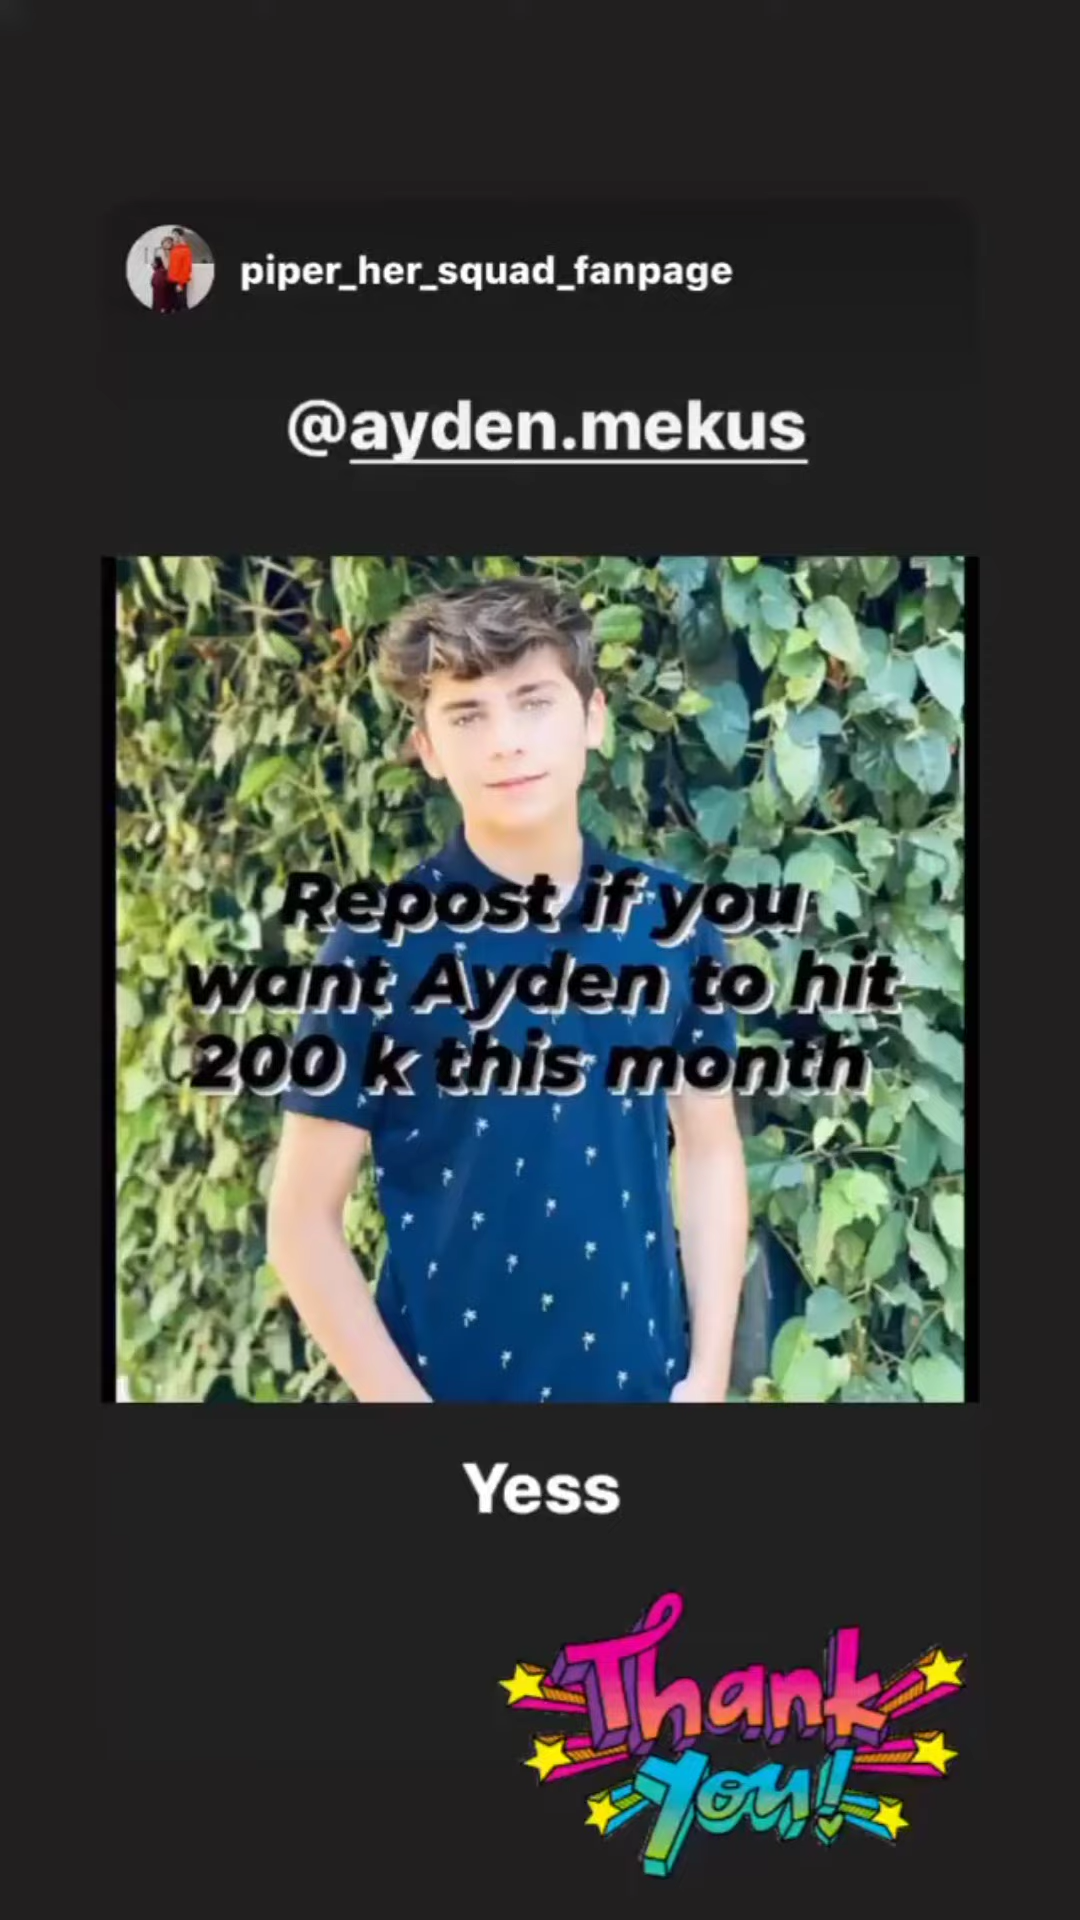 piper_her_squad_fanpage
@ayden.mekus
Repost if you
want Ayden to hit
200 k this month
Yess
Thank
you!